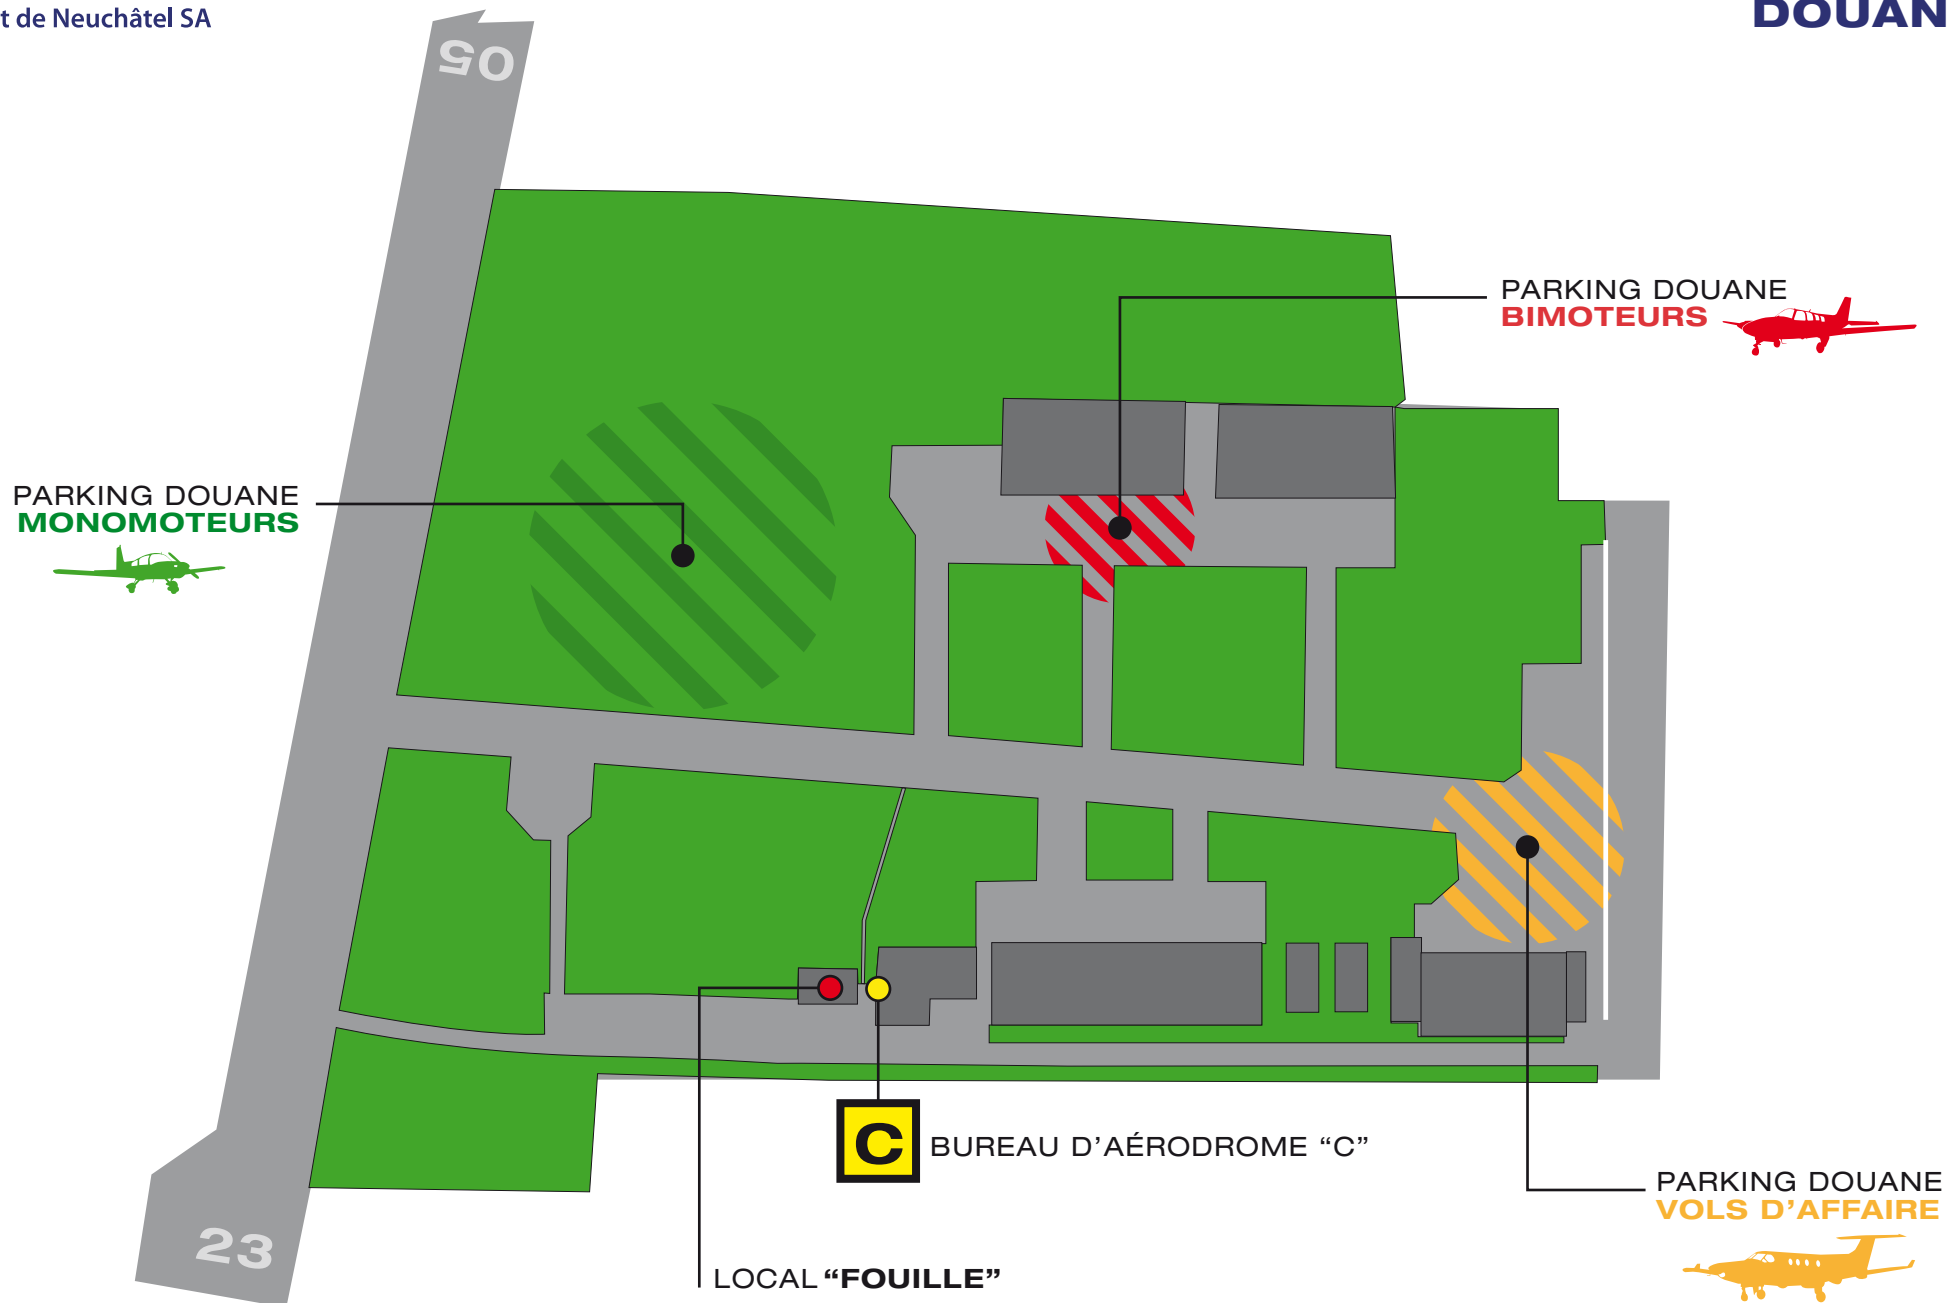 t de Neuchâtel SA
DOUAN
05
PARKING DOUANE
BIMOTEURS
PARKING DOUANE
MONOMOTEURS
C
BUREAU D'AÉRODROME “C”
PARKING DOUANE
VOLS D'AFFAIRE
23
LOCAL “FOUILLE”